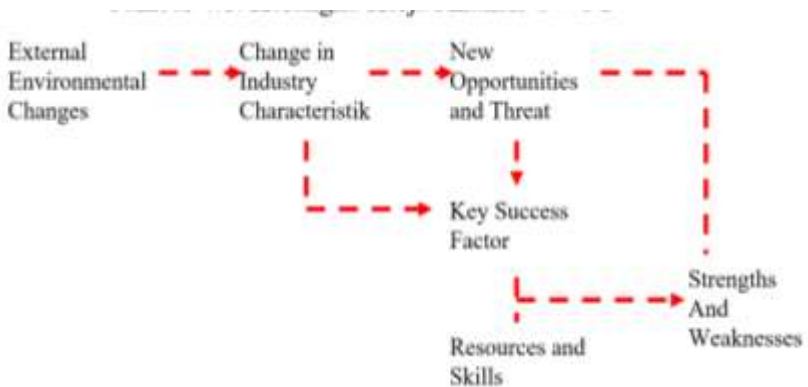 External
Environmental
Changes
Change in
Industry
Characteristik
New
Opportunities
and Threat
Key Success
Factor
Strengths
And
Weaknesses
Resources and
Skills